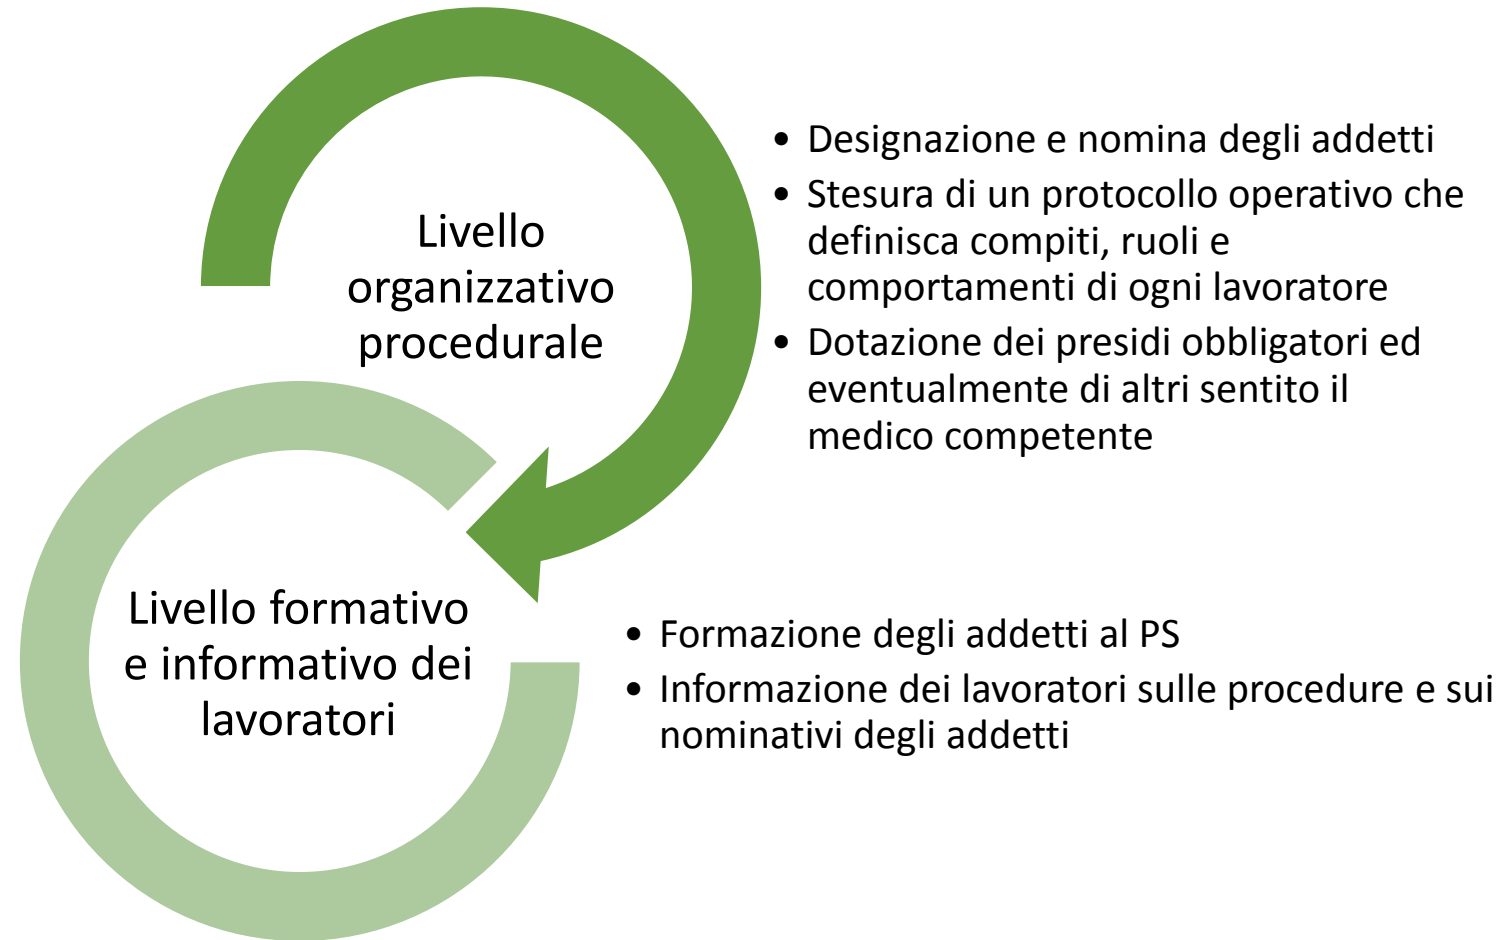 Livello
organizzativo
procedurale
• Designazione e nomina degli addetti
• Stesura di un protocollo operativo che
definisca compiti, ruoli e
comportamenti di ogni lavoratore
• Dotazione dei presidi obbligatori ed
eventualmente di altri sentito il
medico competente
Livello formativo
e informativo dei
lavoratori
• Formazione degli addetti al PS
• Informazione dei lavoratori sulle procedure e sui
nominativi degli addetti